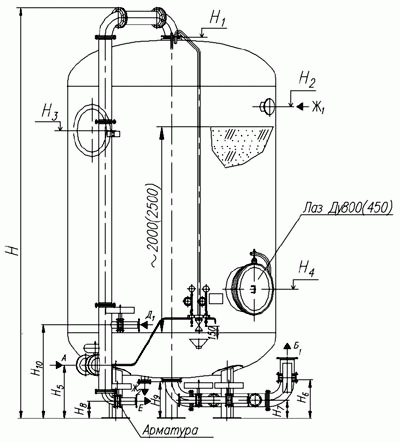 H₁
H₂
Ж₁
H₃
~2000(2500)
Лаз Ду800(450)
H₄
H
Д₁
150
Б₁
А
H₁₀
H₅
H₈
Ж
Е
H₉
H₇
H₆
Арматура